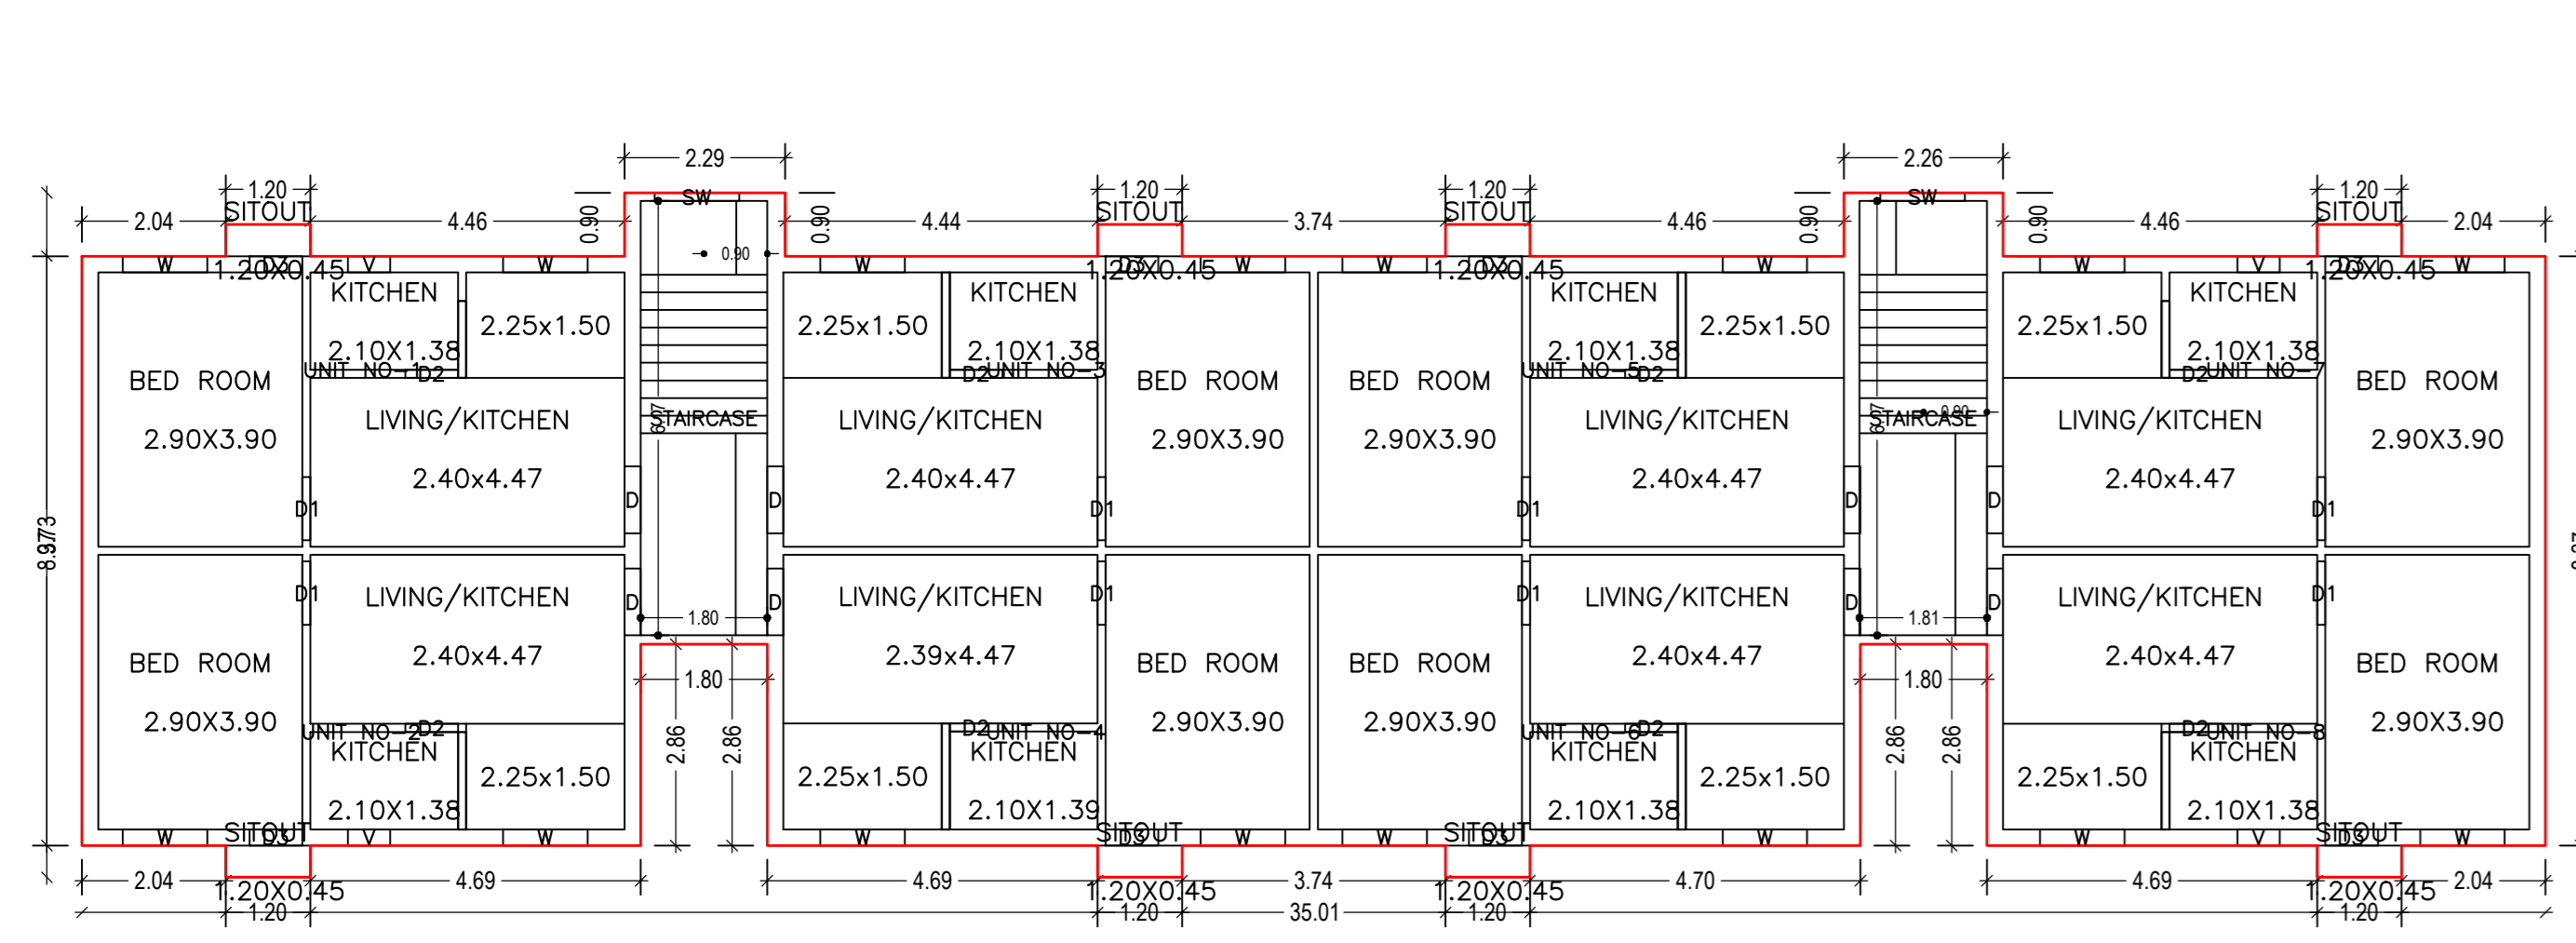 2.29
2.26
1.20
1.20
1.20
1.20
SITOUT
SITOUT
SITOUT
SITOUT
SW
SW
2.04
4.46
0.90
0.90
4.44
3.74
4.46
0.90
0.90
4.46
2.04
0.90
W
D3
V
W
W
D3
W
W
D3
W
W
V
D3
W
1.20X0.45
1.20X0.45
1.20X0.45
1.20X0.45
KITCHEN
KITCHEN
KITCHEN
KITCHEN
2.25x1.50
2.25x1.50
2.25x1.50
2.25x1.50
2.10X1.38
2.10X1.38
2.10X1.38
2.10X1.38
UNIT NO-1
D2
D2
UNIT NO-3
UNIT NO-5
D2
D2
UNIT NO-7
BED ROOM
BED ROOM
BED ROOM
BED ROOM
LIVING/KITCHEN
STAIRCASE
LIVING/KITCHEN
LIVING/KITCHEN
STAIRCASE
LIVING/KITCHEN
6.07
6.07
0.90
2.90X3.90
2.90X3.90
2.90X3.90
2.90X3.90
2.40x4.47
2.40x4.47
2.40x4.47
2.40x4.47
D1
D
D
D1
D1
D
D
D1
D1
D
D
D1
D1
D
D
D1
LIVING/KITCHEN
LIVING/KITCHEN
LIVING/KITCHEN
LIVING/KITCHEN
1.80
1.81
2.40x4.47
2.39x4.47
2.40x4.47
2.40x4.47
BED ROOM
BED ROOM
BED ROOM
BED ROOM
1.80
1.80
2.90X3.90
2.90X3.90
2.90X3.90
2.90X3.90
UNIT NO-2
D2
D2
UNIT NO-4
UNIT NO-6
D2
D2
UNIT NO-8
2.86
2.86
2.86
2.86
KITCHEN
KITCHEN
KITCHEN
KITCHEN
2.25x1.50
2.25x1.50
2.25x1.50
2.25x1.50
2.10X1.38
2.10X1.39
2.10X1.38
2.10X1.38
W
SITOUT
D3
V
W
W
SITOUT
D3
W
W
SITOUT
D3
W
W
V
SITOUT
D3
W
2.04
4.69
4.69
3.74
4.70
4.69
2.04
1.20X0.45
1.20X0.45
1.20X0.45
1.20X0.45
1.20
1.20
35.01
1.20
1.20